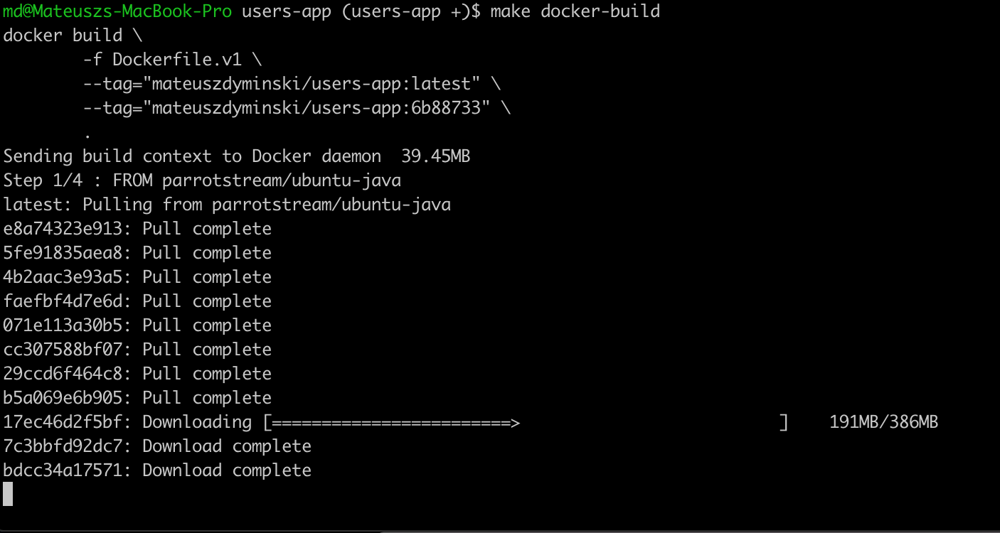 md@Mateuszs-MacBook-Pro users-app (users-app +)$ make docker-build
docker build \
        -f Dockerfile.v1 \
        --tag="mateuszdyminski/users-app:latest" \
        --tag="mateuszdyminski/users-app:6b88733" \
        .
Sending build context to Docker daemon  39.45MB
Step 1/4 : FROM parrotstream/ubuntu-java
latest: Pulling from parrotstream/ubuntu-java
e8a74323e913: Pull complete
5fe91835aea8: Pull complete
4b2aac3e93a5: Pull complete
faefbf4d7e6d: Pull complete
071e113a30b5: Pull complete
cc307588bf07: Pull complete
29ccd6f464c8: Pull complete
b5a069e6b905: Pull complete
17ec46d2f5bf: Downloading [========================>                          ]    191MB/386MB
7c3bbfd92dc7: Download complete
bdcc34a17571: Download complete